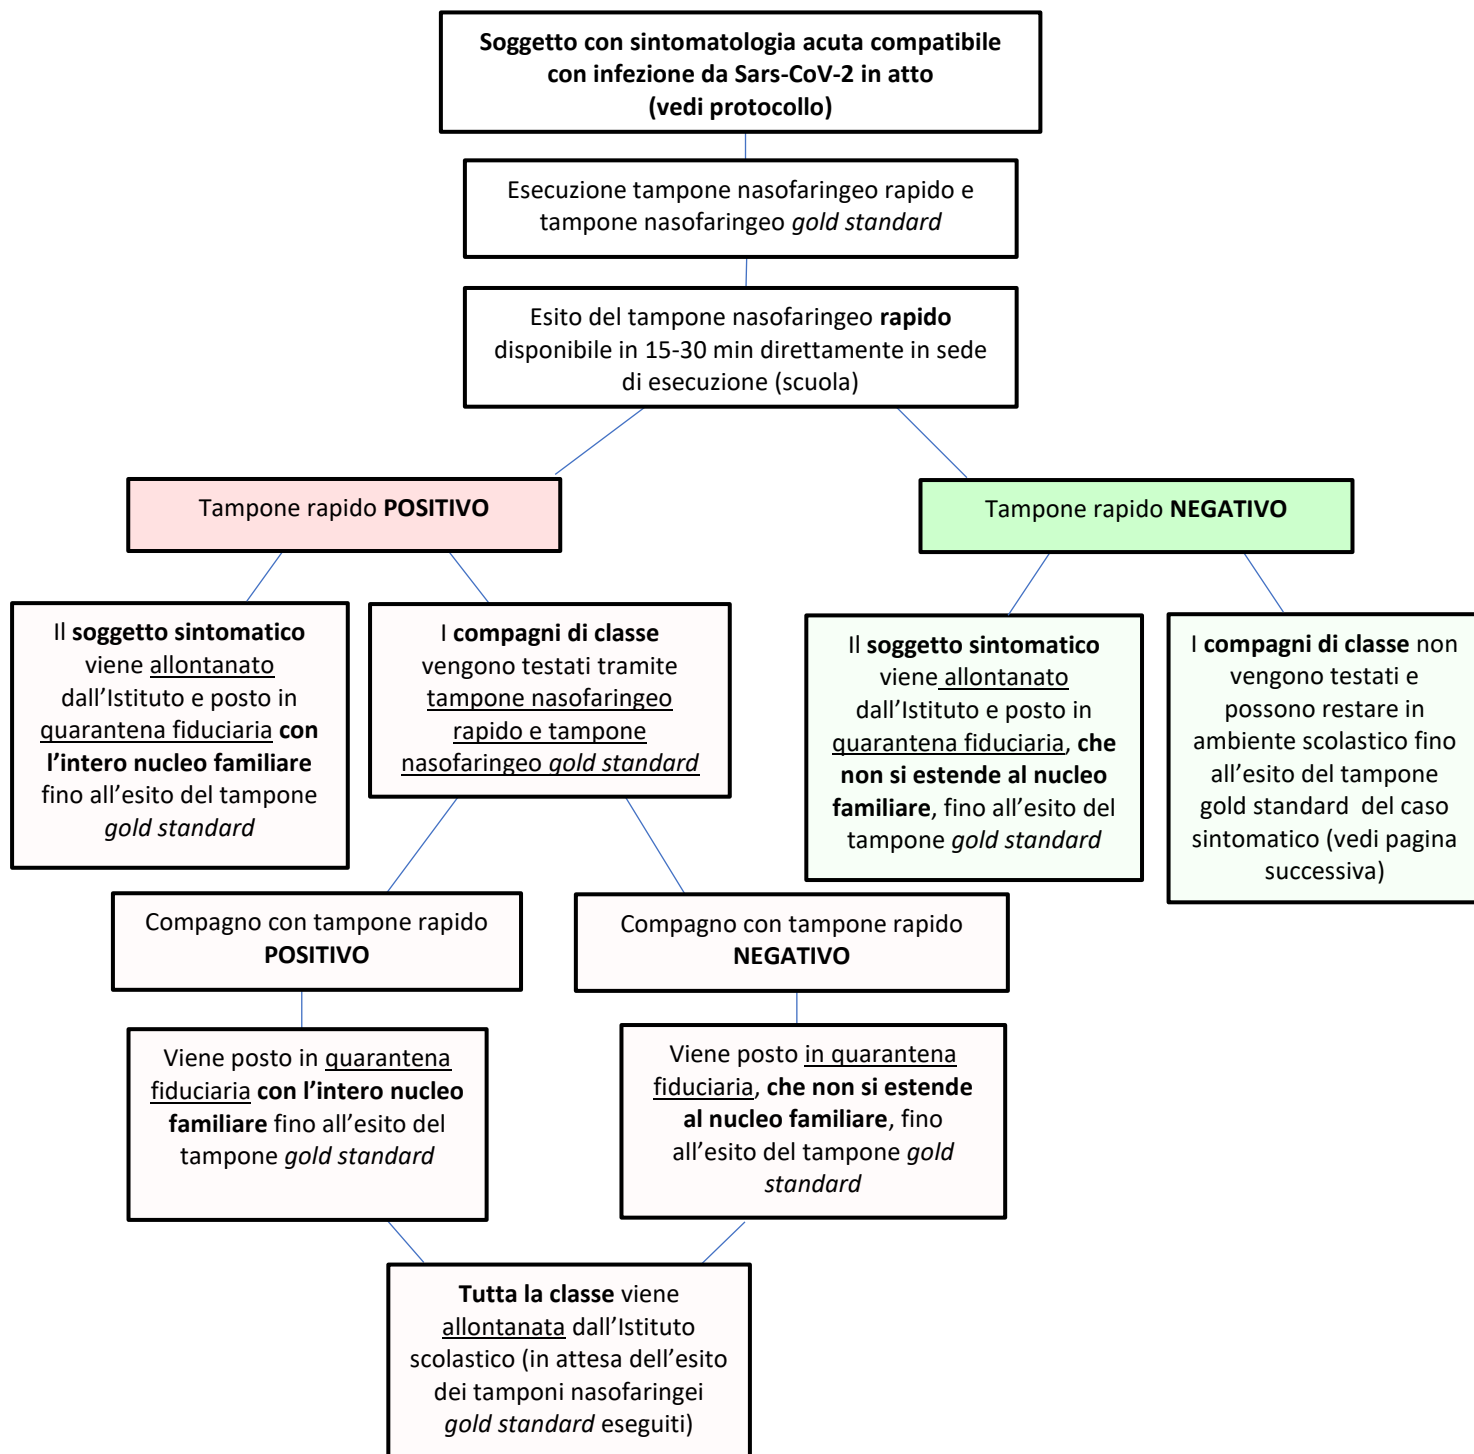 Soggetto con sintomatologia acuta compatibile
con infezione da Sars-CoV-2 in atto
(vedi protocollo)
Esecuzione tampone nasofaringeo rapido e
tampone nasofaringeo gold standard
Esito del tampone nasofaringeo rapido
disponibile in 15-30 min direttamente in sede
di esecuzione (scuola)
Tampone rapido POSITIVO
Tampone rapido NEGATIVO
Il soggetto sintomatico
viene allontanato
dall'Istituto e posto in
quarantena fiduciaria con
l'intero nucleo familiare
fino all'esito del tampone
gold standard
I compagni di classe
vengono testati tramite
tampone nasofaringeo
rapido e tampone
nasofaringeo gold standard
Il soggetto sintomatico
viene allontanato
dall'Istituto e posto in
quarantena fiduciaria, che
non si estende al nucleo
familiare, fino all'esito del
tampone gold standard
I compagni di classe non
vengono testati e
possono restare in
ambiente scolastico fino
all'esito del tampone
gold standard del caso
sintomatico (vedi pagina
successiva)
Compagno con tampone rapido
POSITIVO
Compagno con tampone rapido
NEGATIVO
Viene posto in quarantena
fiduciaria con l'intero nucleo
familiare fino all'esito del
tampone gold standard
Viene posto in quarantena
fiduciaria, che non si estende
al nucleo familiare, fino
all'esito del tampone gold
standard
Tutta la classe viene
allontanata dall'Istituto
scolastico (in attesa dell'esito
dei tamponi nasofaringei
gold standard eseguiti)